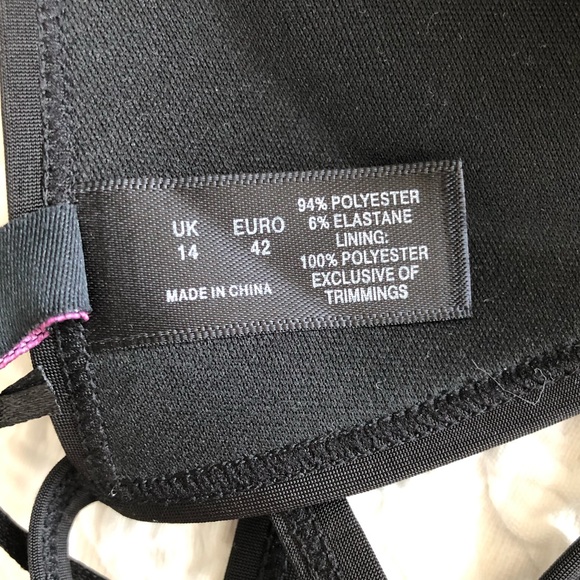 UK EURO
14 42
MADE IN CHINA
94% POLYESTER
6% ELASTANE
LINING:
100% POLYESTER
EXCLUSIVE OF
TRIMMINGS